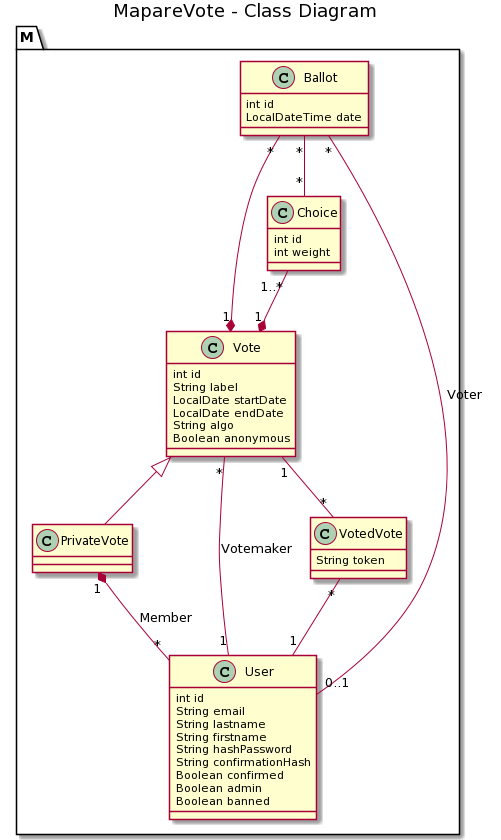 MapareVote - Class Diagram
M
C Ballot
int id
LocalDateTime date
* * *
*
C Choice
int id
int weight
1..*
1 1
C Vote
int id
String label
LocalDate startDate
LocalDate endDate
String algo
Boolean anonymous
Voter
* 1
*
C PrivateVote
C VotedVote
String token
Votemaker
1 *
Member
* 1 1
C User
0..1
int id
String email
String lastname
String firstname
String hashPassword
String confirmationHash
Boolean confirmed
Boolean admin
Boolean banned